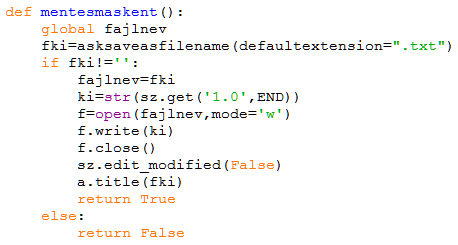 def mentesmaskent():
    global fajlnev
    fki=asksaveasfilename(defaultextension=".txt")
    if fki!='':
        fajlnev=fki
        ki=str(sz.get('1.0',END))
        f=open(fajlnev,mode='w')
        f.write(ki)
        f.close()
        sz.edit_modified(False)
        a.title(fki)
        return True
    else:
        return False